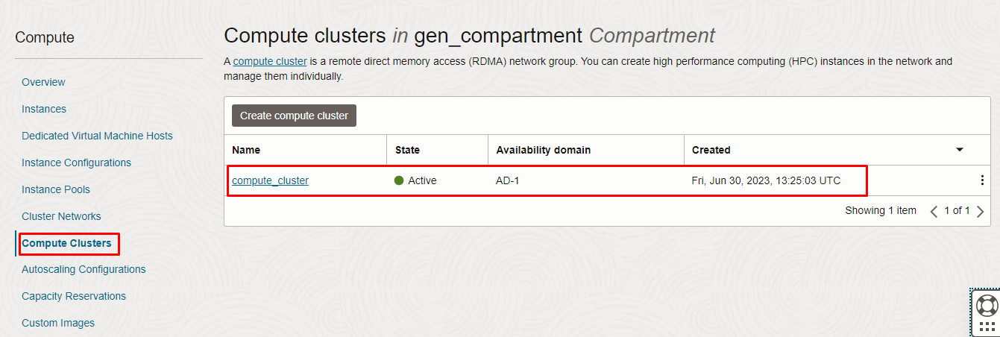 Compute
Overview
Instances
Dedicated Virtual Machine Hosts
Instance Configurations
Instance Pools
Cluster Networks
Compute Clusters
Autoscaling Configurations
Capacity Reservations
Custom Images
Compute clusters in gen_compartment Compartment
A compute cluster is a remote direct memory access (RDMA) network group. You can create high performance computing (HPC) instances in the network and
manage them individually.
Create compute cluster
Name State Availability domain Created
compute_cluster Active AD-1 Fri, Jun 30, 2023, 13:25:03 UTC
Showing 1 item 1 of 1